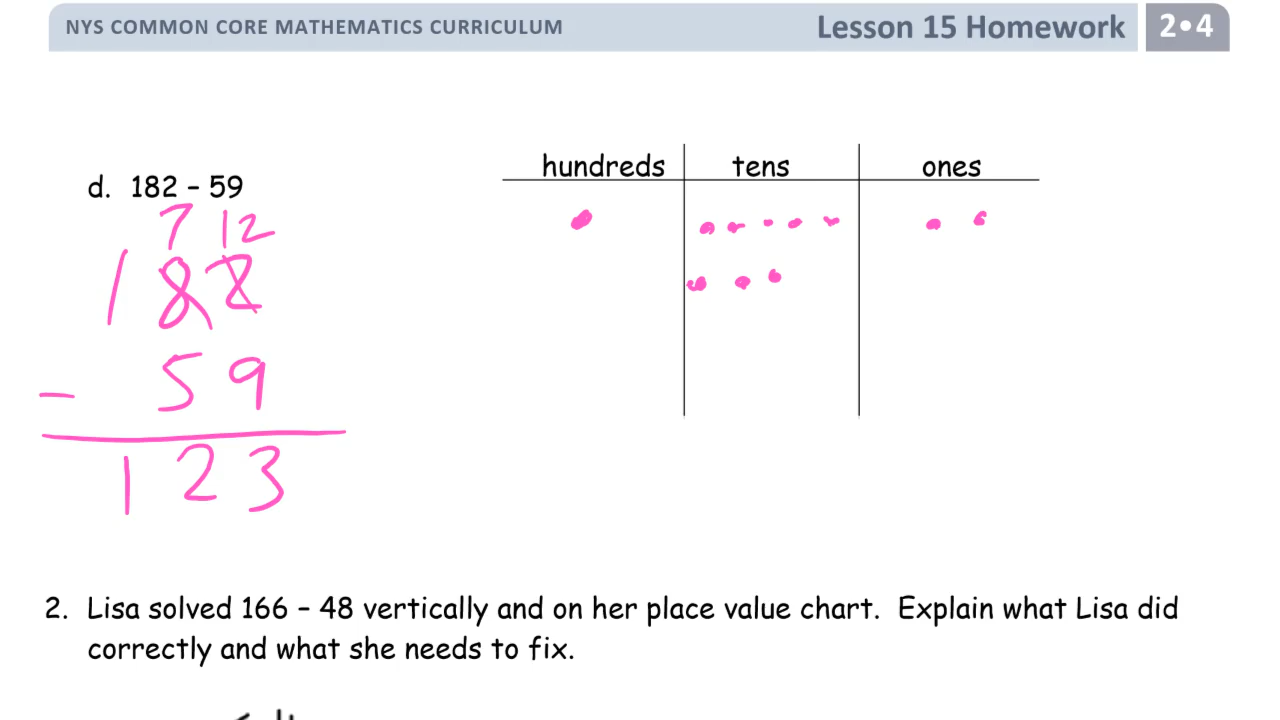 NYS COMMON CORE MATHEMATICS CURRICULUM Lesson 15 Homework 2•4
hundreds tens ones
d. 182 – 59
7 12
182
- 59
123
2. Lisa solved 166 – 48 vertically and on her place value chart. Explain what Lisa did
correctly and what she needs to fix.